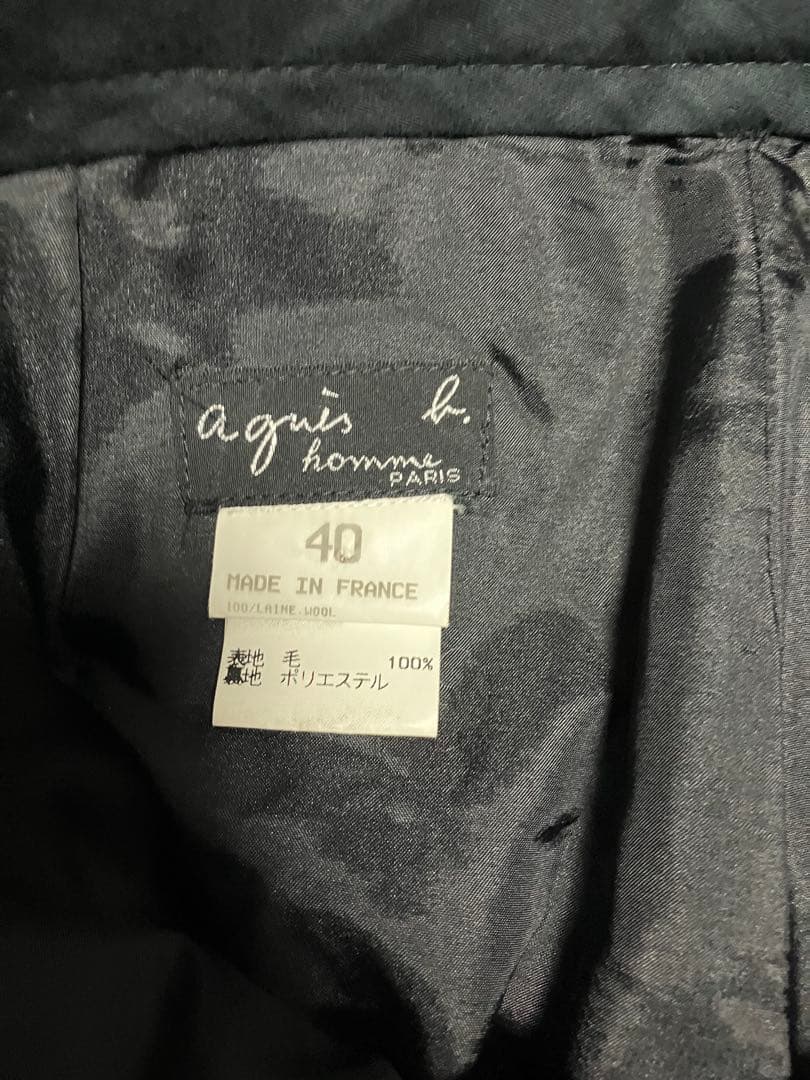 agnès b.
homme
PARIS
40
MADE IN FRANCE
100/LAINE.WOOL
表地 毛 100%
裏地 ポリエステル